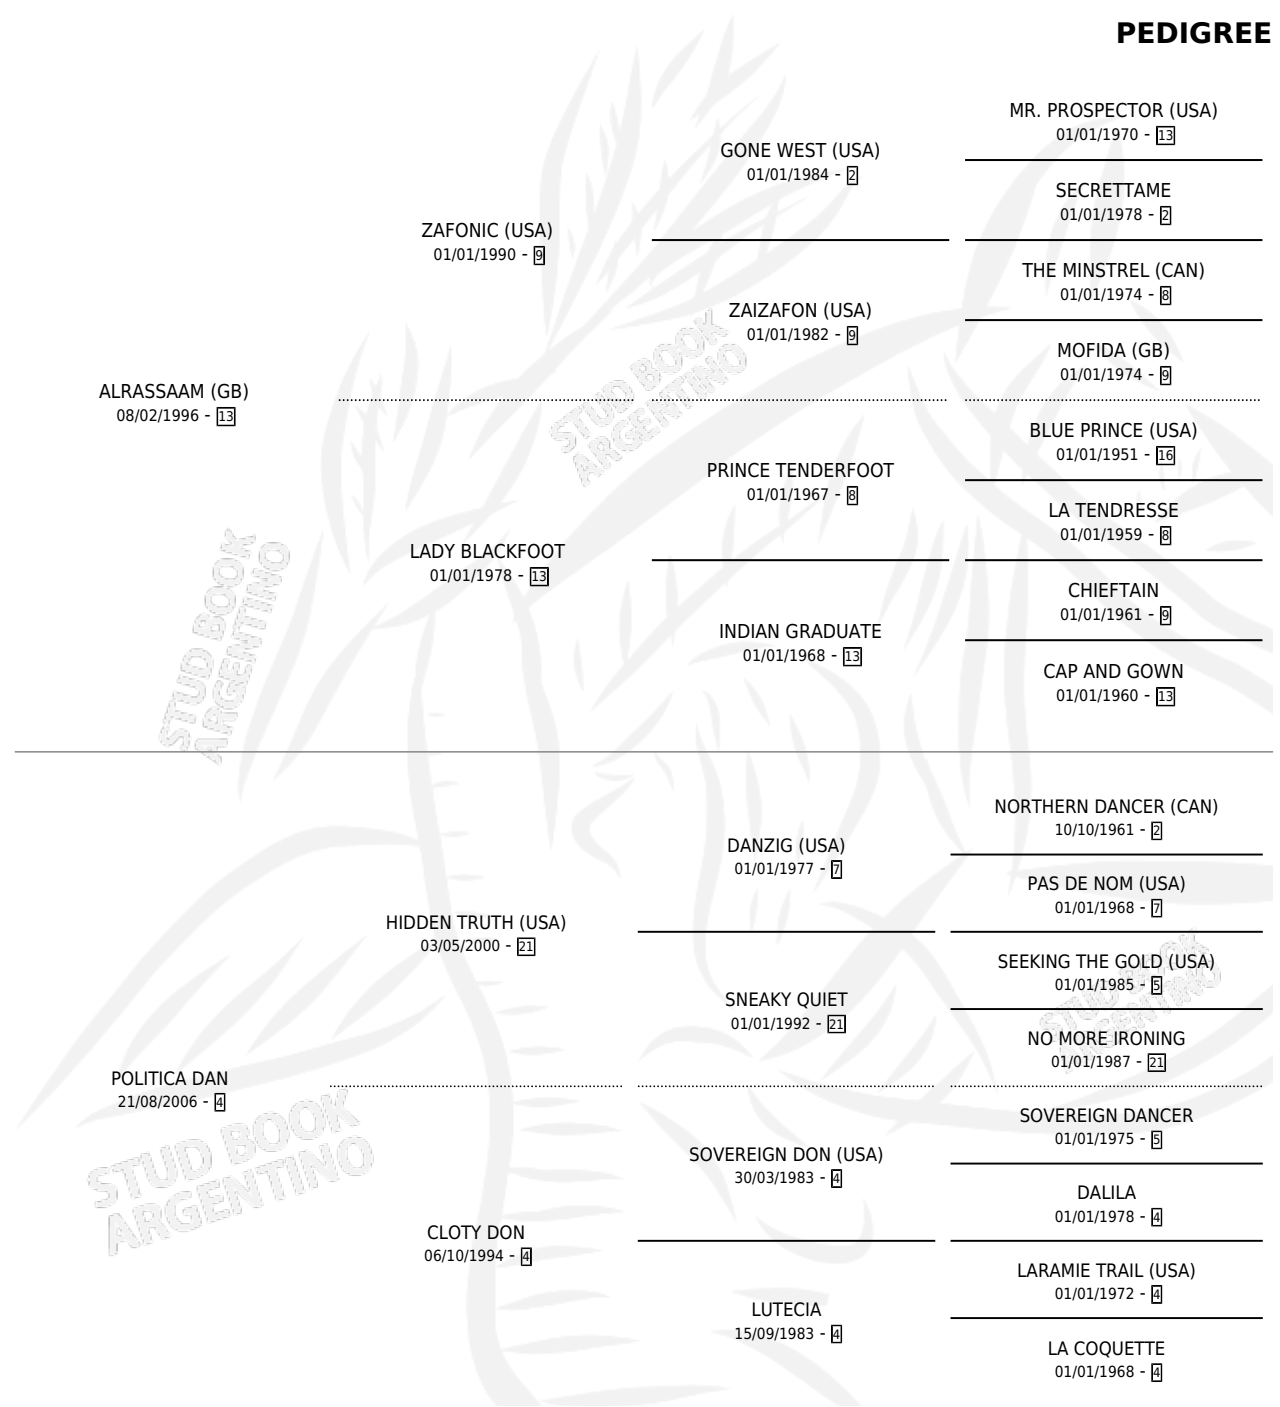 PEDIGREE
MR. PROSPECTOR (USA)
01/01/1970 - 13
GONE WEST (USA)
01/01/1984 - 2
SECRETTAME
01/01/1978 - 2
ZAFONIC (USA)
01/01/1990 - 9
THE MINSTREL (CAN)
01/01/1974 - 8
ZAIZAFON (USA)
01/01/1982 - 9
MOFIDA (GB)
01/01/1974 - 9
ALRASSAAM (GB)
08/02/1996 - 13
BLUE PRINCE (USA)
01/01/1951 - 16
PRINCE TENDERFOOT
01/01/1967 - 8
LA TENDRESSE
01/01/1959 - 8
LADY BLACKFOOT
01/01/1978 - 13
CHIEFTAIN
01/01/1961 - 9
INDIAN GRADUATE
01/01/1968 - 13
CAP AND GOWN
01/01/1960 - 13
NORTHERN DANCER (CAN)
10/10/1961 - 2
DANZIG (USA)
01/01/1977 - 7
PAS DE NOM (USA)
01/01/1968 - 7
HIDDEN TRUTH (USA)
03/05/2000 - 21
SEEKING THE GOLD (USA)
01/01/1985 - 5
SNEAKY QUIET
01/01/1992 - 21
NO MORE IRONING
01/01/1987 - 21
POLITICA DAN
21/08/2006 - 4
SOVEREIGN DANCER
01/01/1975 - 5
SOVEREIGN DON (USA)
30/03/1983 - 4
DALILA
01/01/1978 - 4
CLOTY DON
06/10/1994 - 4
LARAMIE TRAIL (USA)
01/01/1972 - 4
LUTECIA
15/09/1983 - 4
LA COQUETTE
01/01/1968 - 4
STUD BOOK
ARGENTINO
STUD BOOK
ARGENTINO
STUD BOOK
ARGENTINO
STUD BOOK
ARGENTINO